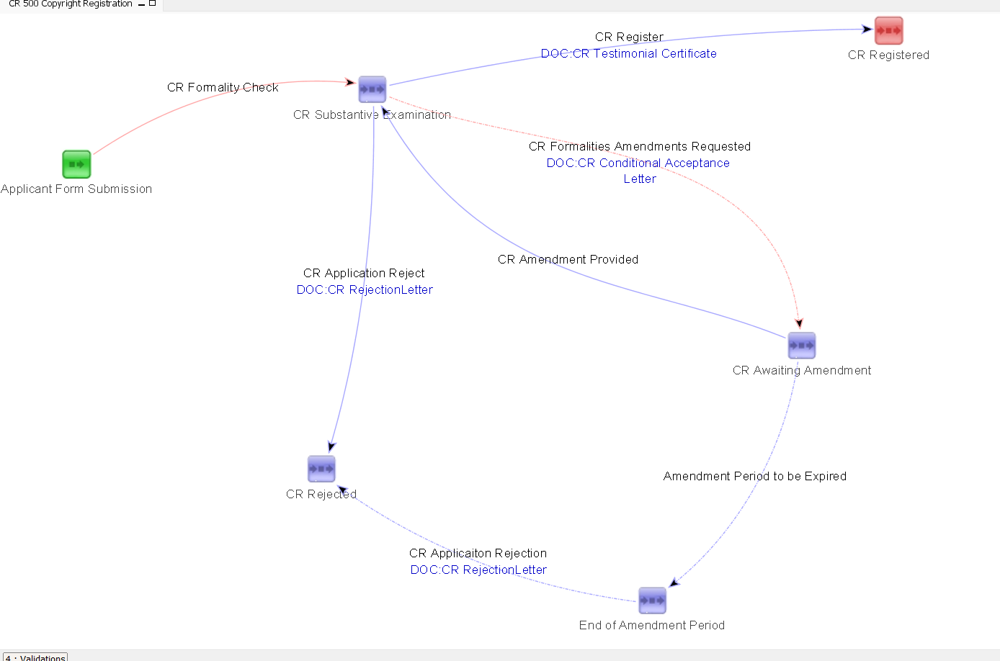 CR 500 Copyright Registration
CR Register
DOC:CR Testimonial Certificate
CR Registered
CR Formality Check
CR Substantive Examination
CR Formalities Amendments Requested
DOC:CR Conditional Acceptance
Letter
Applicant Form Submission
CR Amendment Provided
CR Application Reject
DOC:CR RejectionLetter
CR Awaiting Amendment
Amendment Period to be Expired
CR Rejected
CR Applicaiton Rejection
DOC:CR RejectionLetter
End of Amendment Period
4 : Validations